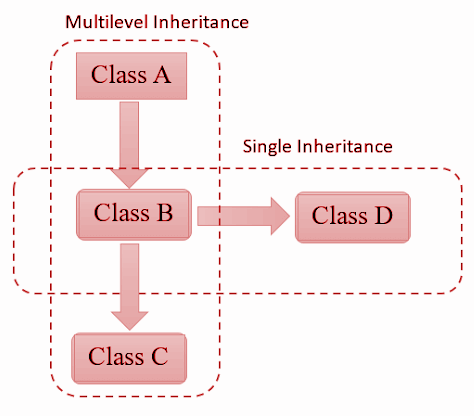 Multilevel Inheritance
Class A
Single Inheritance
Class B
Class D
Class C